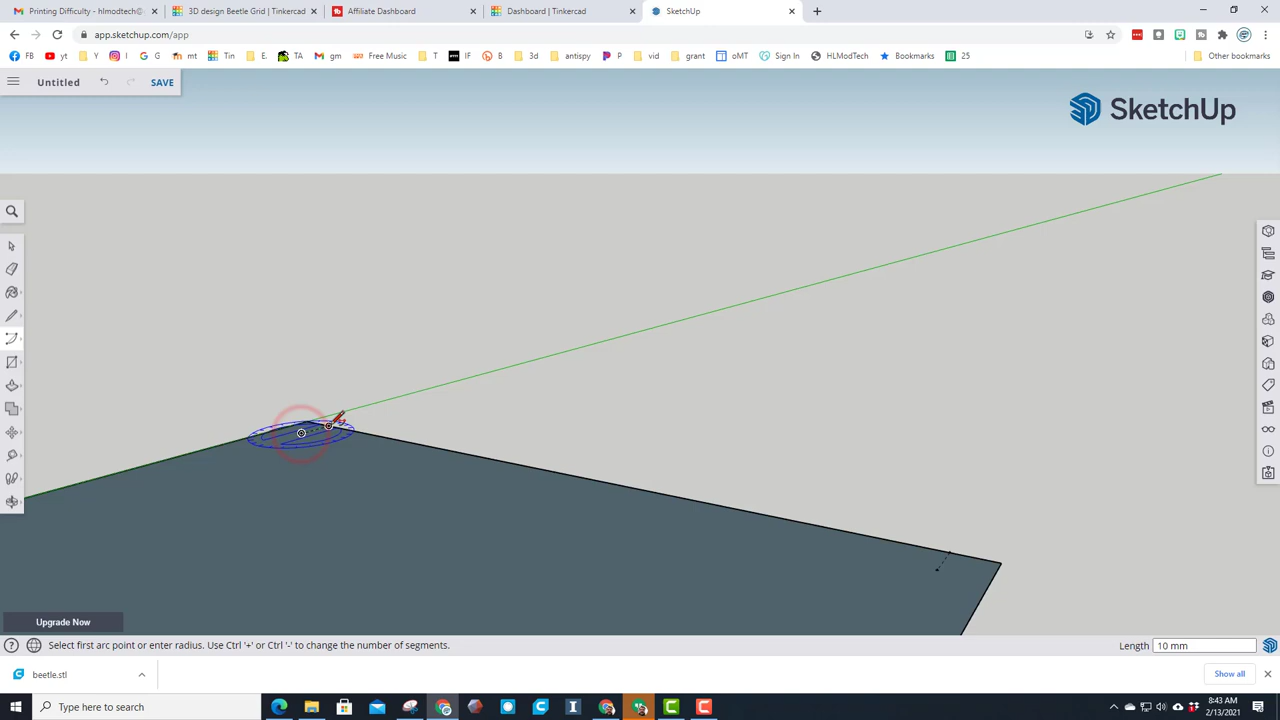 Printing Difficulty - hlmodtech@
3D design Beetle Grid | Tinkercad
Affiliate Dashboard
Dashboard | Tinkercad
SketchUp
app.sketchup.com/app
FB
yt
Y
I
G
Tin
E.
TA
gm
Free Music
T
IF
B
3d
antispy
P
vid
grant
oMT
Sign In
HLModTech
Bookmarks
25
Other bookmarks
Untitled
SAVE
SketchUp
Upgrade Now
Select first arc point or enter radius. Use Ctrl '+' or Ctrl '-' to change the number of segments.
Length
10 mm
beetle.stl
Show all
Type here to search
8:43 AM
2/13/2021